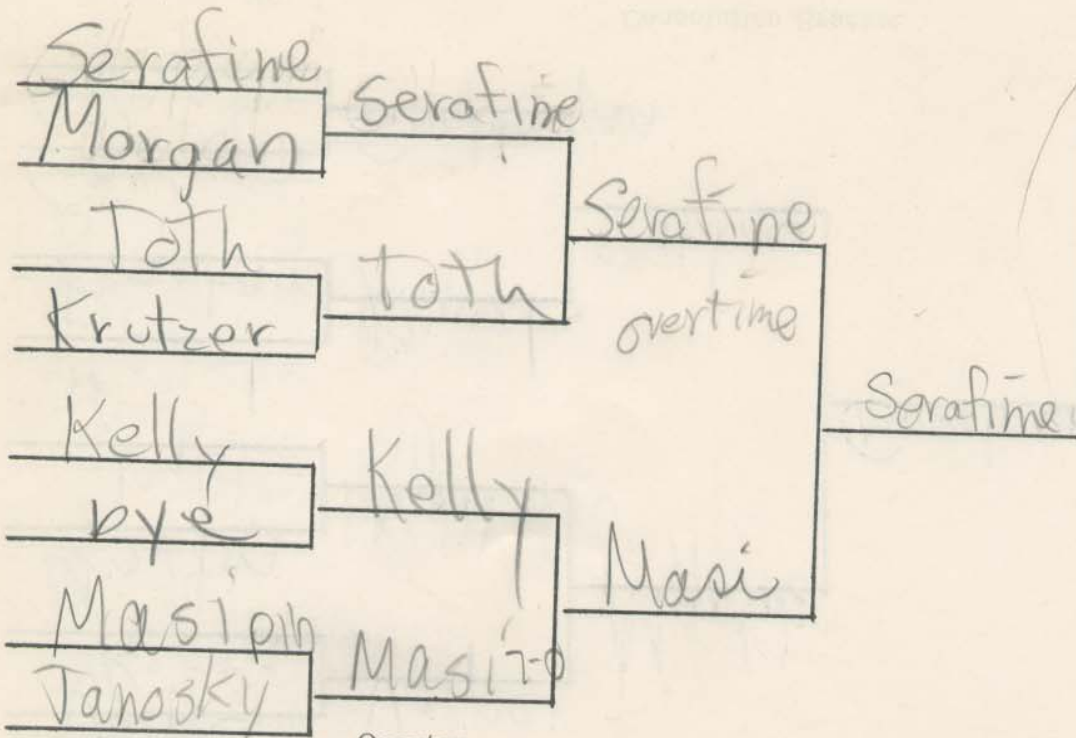 Serafine
Morgan
Toth
Krutzer
Kelly
bye
Masi pin
Janosky
Serafine
Toth
Kelly
Masi 7-0
Serafine
overtime
Masi
Serafine